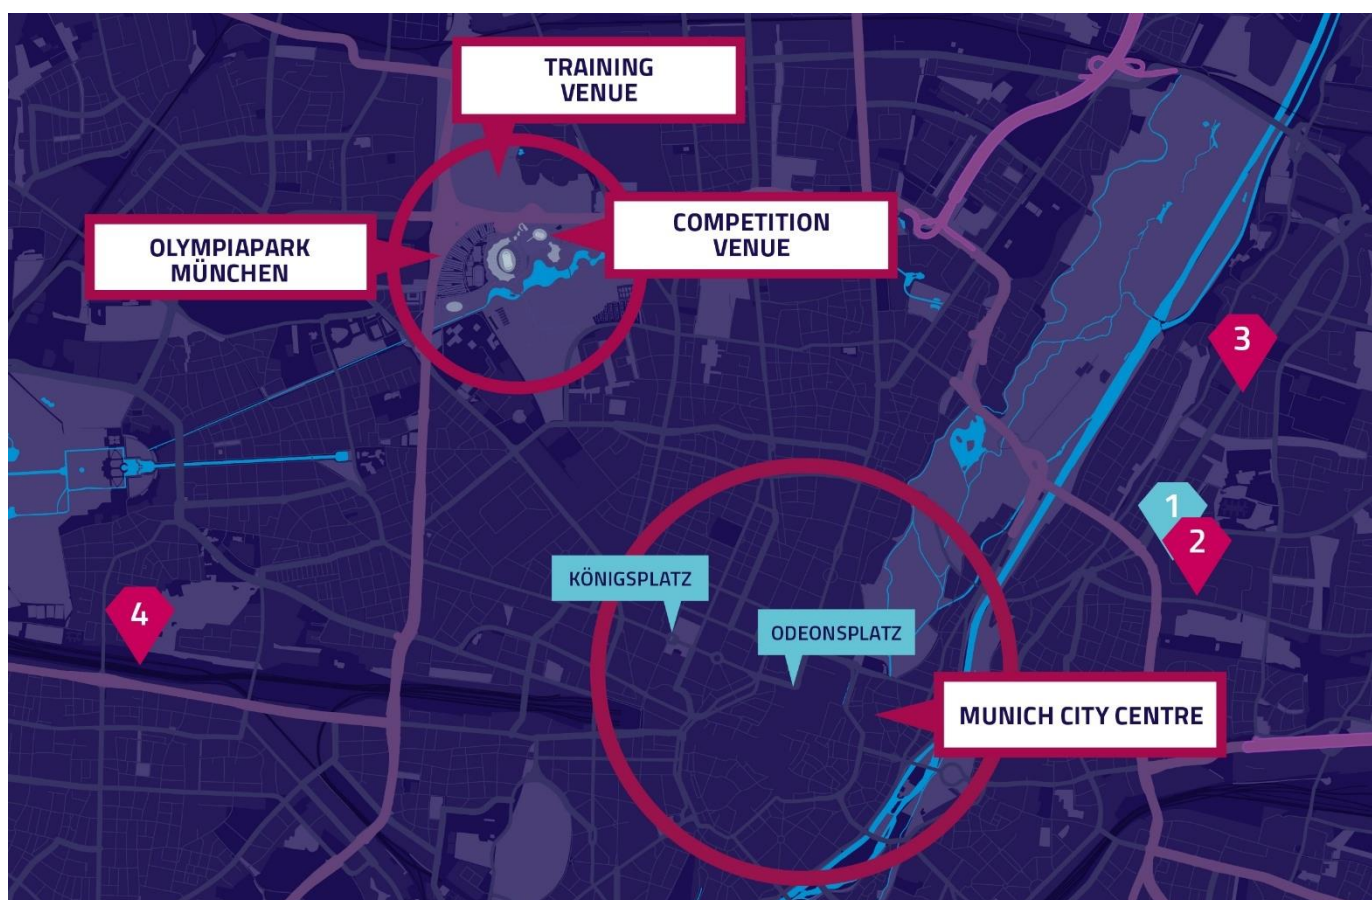 TRAINING
VENUE
COMPETITION
VENUE
OLYMPIAPARK
MÜNCHEN
3
1
2
KÖNIGSPLATZ
4
ODEONSPLATZ
MUNICH CITY CENTRE